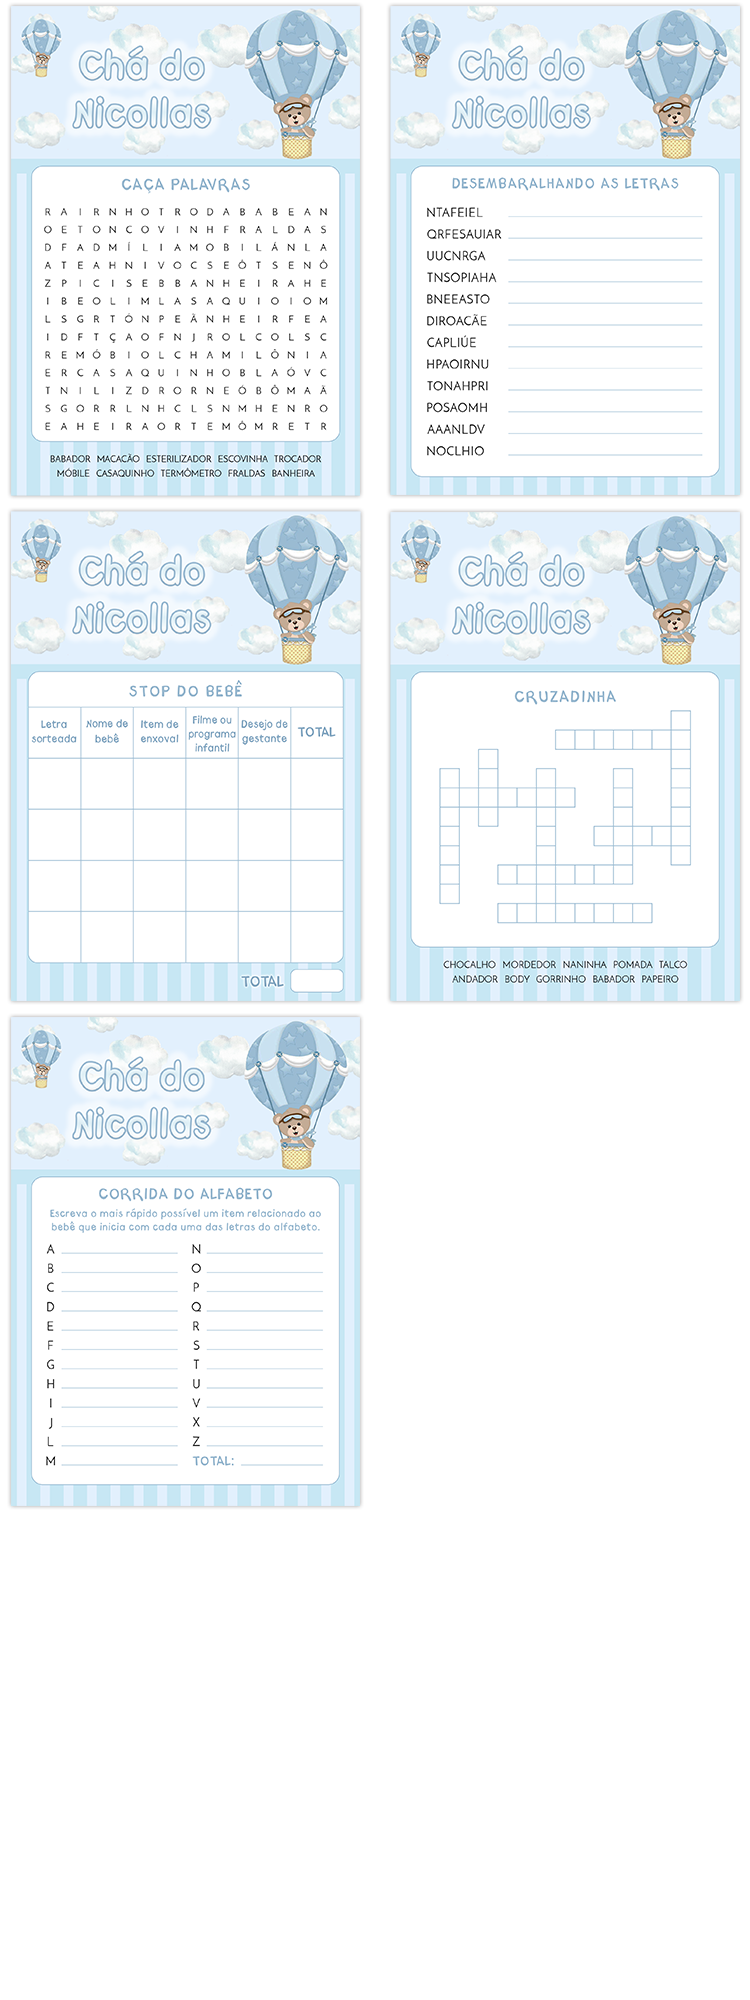 Chá do
Nicollas
CAÇA PALAVRAS
R A I R N H O T R O D A B A B E A N
O E T O N C O V I N H F R A L D A S
D F A D M Í L I A M O B I L Á N L A
A T E A H N I V O C S E Ö T S E N Ô
Z P I C I S E B B A N H E I R A H E
I B E O L I M L A S A Q U I O I O M
L S G R T Ó N P E À N H E I R F E A
I D F T Ç A O F N J R O L C O L S C
R E M Ô B I O L C H A M I L Ô N I A
E R C A S A Q U I N H O B L A Ó V C
T N I L I Z D R O R N E Ó B Ô M A Ã
S G O R R L N H C L S N M H E N R O
E A H E I R A O R T E M Ô M R E T R
BABADOR MACACÃO ESTERILIZADOR ESCOVINHA TROCADOR
MÓBILE CASAQUINHO TERMÔMETRO FRALDAS BANHEIRA
Chá do
Nicollas
DESEMBARALHANDO AS LETRAS
NTAFEIEL
QRFESAUIAR
UUCNRGA
TNSOPIAHA
BNEEASTO
DIROACÃE
CAPLIÚE
HPAOIRNU
TONAHPRI
POSAOMH
AAANLDV
NOCLHIO
Chá do
Nicollas
STOP DO BEBÊ
Letra sorteada
Nome de bebê
Item de enxoval
Filme ou programa infantil
Desejo de gestante
TOTAL
TOTAL
Chá do
Nicollas
CRUZADINHA
CHOCALHO MORDEDOR NANINHA POMADA TALCO
ANDADOR BODY GORRINHO BABADOR PAPEIRO
Chá do
Nicollas
CORRIDA DO ALFABETO
Escreva o mais rápido possível um item relacionado ao
bebê que inicia com cada uma das letras do alfabeto.
A
B
C
D
E
F
G
H
I
J
L
M
N
O
P
Q
R
S
T
U
V
X
Z
TOTAL: